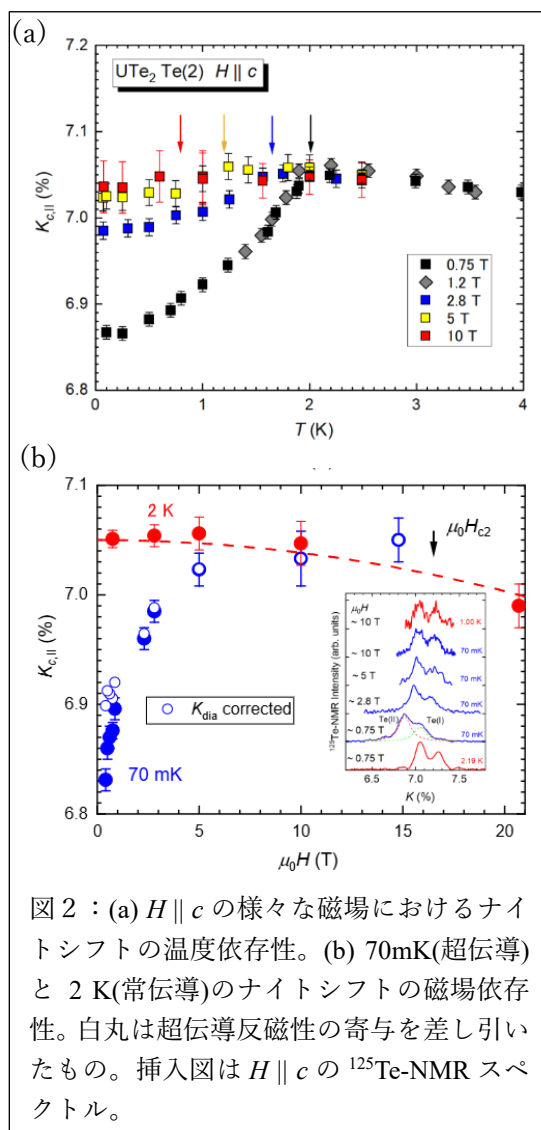 (a)
7.2
UTe₂ Te(2) H || c
7.1
7.0
6.9
6.8
K_c,II (%)
0.75 T
1.2 T
2.8 T
5 T
10 T
0 1 2 3 4
T (K)
(b)
7.1
7.0
6.9
6.8
K_c,II (%)
2 K
μ₀H_c2
K_dia corrected
70 mK
μ₀H
~ 10 T 1.00 K
~ 10 T 70 mK
~ 5 T 70 mK
~ 2.8 T 70 mK
Te(II) Te(I)
~ 0.75 T 70 mK
~ 0.75 T 2.19 K
¹²⁵Te-NMR Intensity (arb. units)
6.5 7.0 7.5
K (%)
0 5 10 15 20
μ₀H (T)
図2：(a) H || c の様々な磁場におけるナイ
トシフトの温度依存性。(b) 70mK(超伝導)
と 2 K(常伝導)のナイトシフトの磁場依存
性。白丸は超伝導反磁性の寄与を差し引い
たもの。挿入図は H || c の ¹²⁵Te-NMR スペ
クトル。